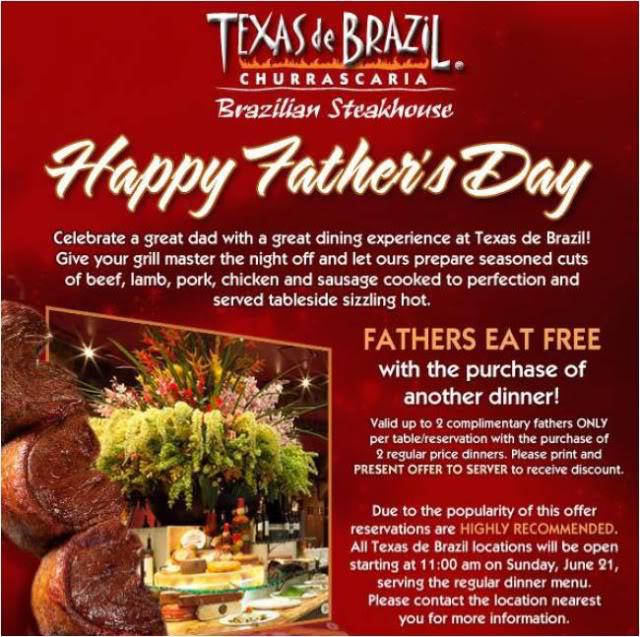 TEXAS de BRAZIL®
CHURRASCARIA
Brazilian Steakhouse
Happy Father's Day
Celebrate a great dad with a great dining experience at Texas de Brazil!
Give your grill master the night off and let ours prepare seasoned cuts
of beef, lamb, pork, chicken and sausage cooked to perfection and
served tableside sizzling hot.
FATHERS EAT FREE
with the purchase of
another dinner!
Valid up to 2 complimentary fathers ONLY
per table/reservation with the purchase of
2 regular price dinners. Please print and
PRESENT OFFER TO SERVER to receive discount.
Due to the popularity of this offer
reservations are HIGHLY RECOMMENDED.
All Texas de Brazil locations will be open
starting at 11:00 am on Sunday, June 21,
serving the regular dinner menu.
Please contact the location nearest
you for more information.